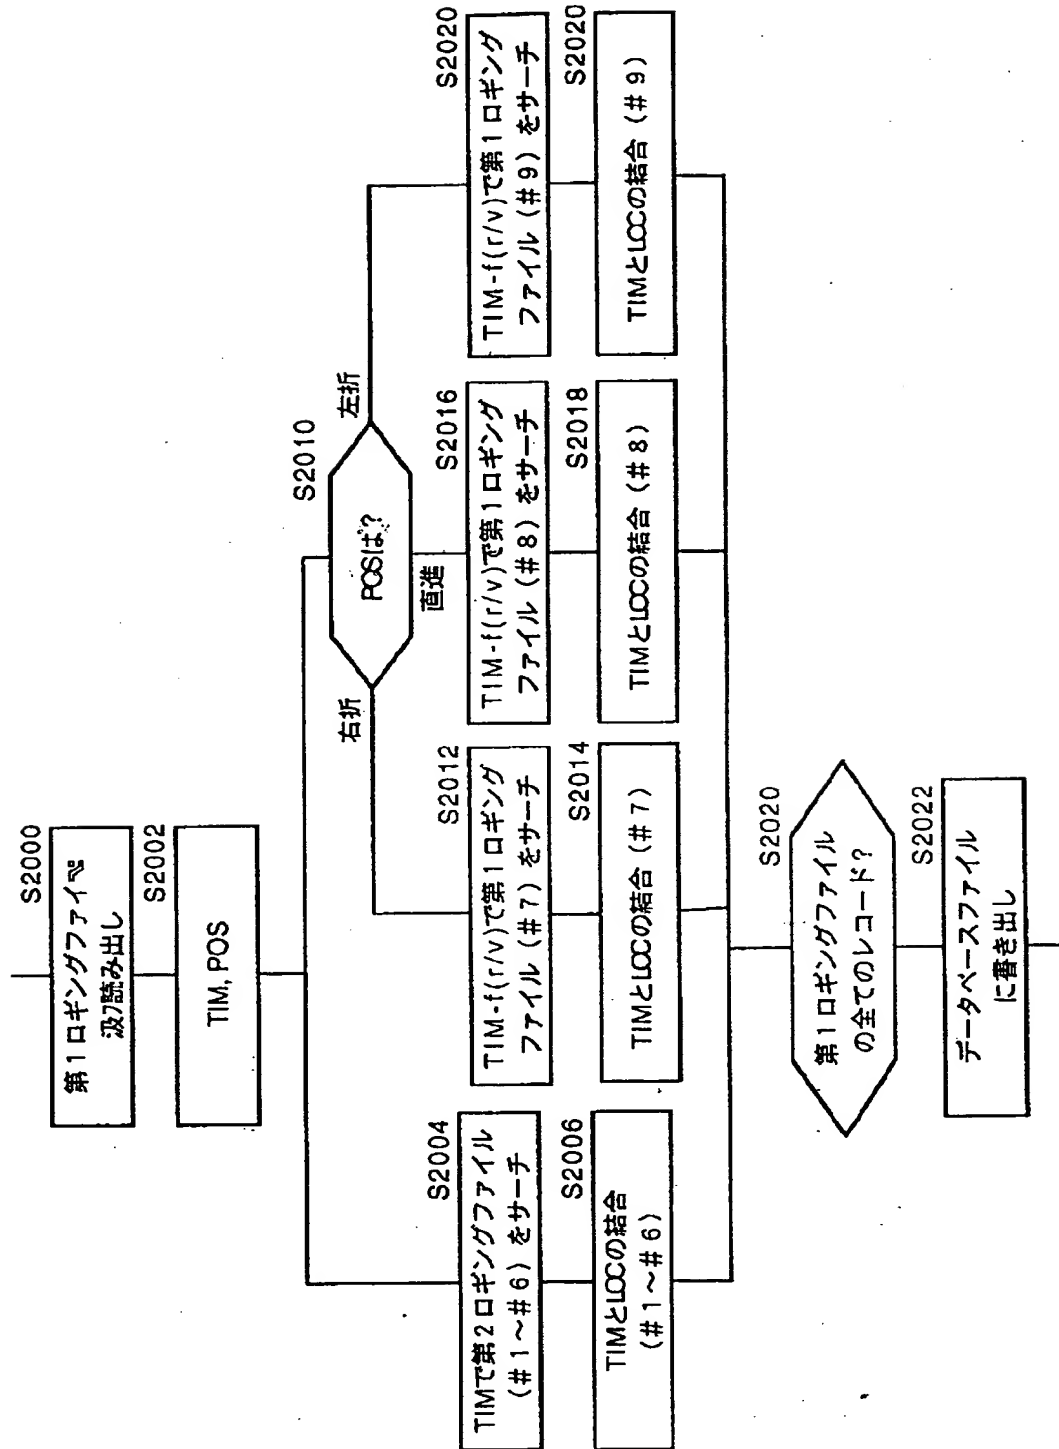 S2000
第1ロギングファイル
汲み読み出し
S2002
TIM, POS
S2004
TIMで第2ロギングファイル
(#1～#6)をサーチ
S2006
TIMとLOCの結合
(#1～#6)
S2010
POSは?
右折
直進
左折
S2012
TIM-f(r/v)で第1ロギング
ファイル(#7)をサーチ
S2014
TIMとLOCの結合(#7)
S2016
TIM-f(r/v)で第1ロギング
ファイル(#8)をサーチ
S2018
TIMとLOCの結合(#8)
S2020
TIM-f(r/v)で第1ロギング
ファイル(#9)をサーチ
S2020
TIMとLOCの結合(#9)
S2020
第1ロギングファイル
の全てのレコード?
S2022
データベースファイル
に書き出し